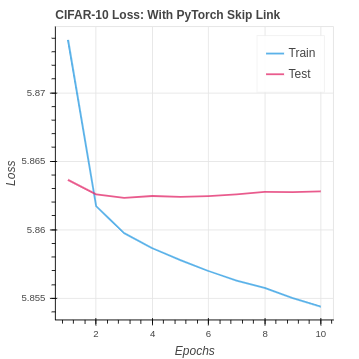 CIFAR-10 Loss: With PyTorch Skip Link
Train
Test
5.87
5.865
5.86
5.855
Loss
2
4
6
8
10
Epochs